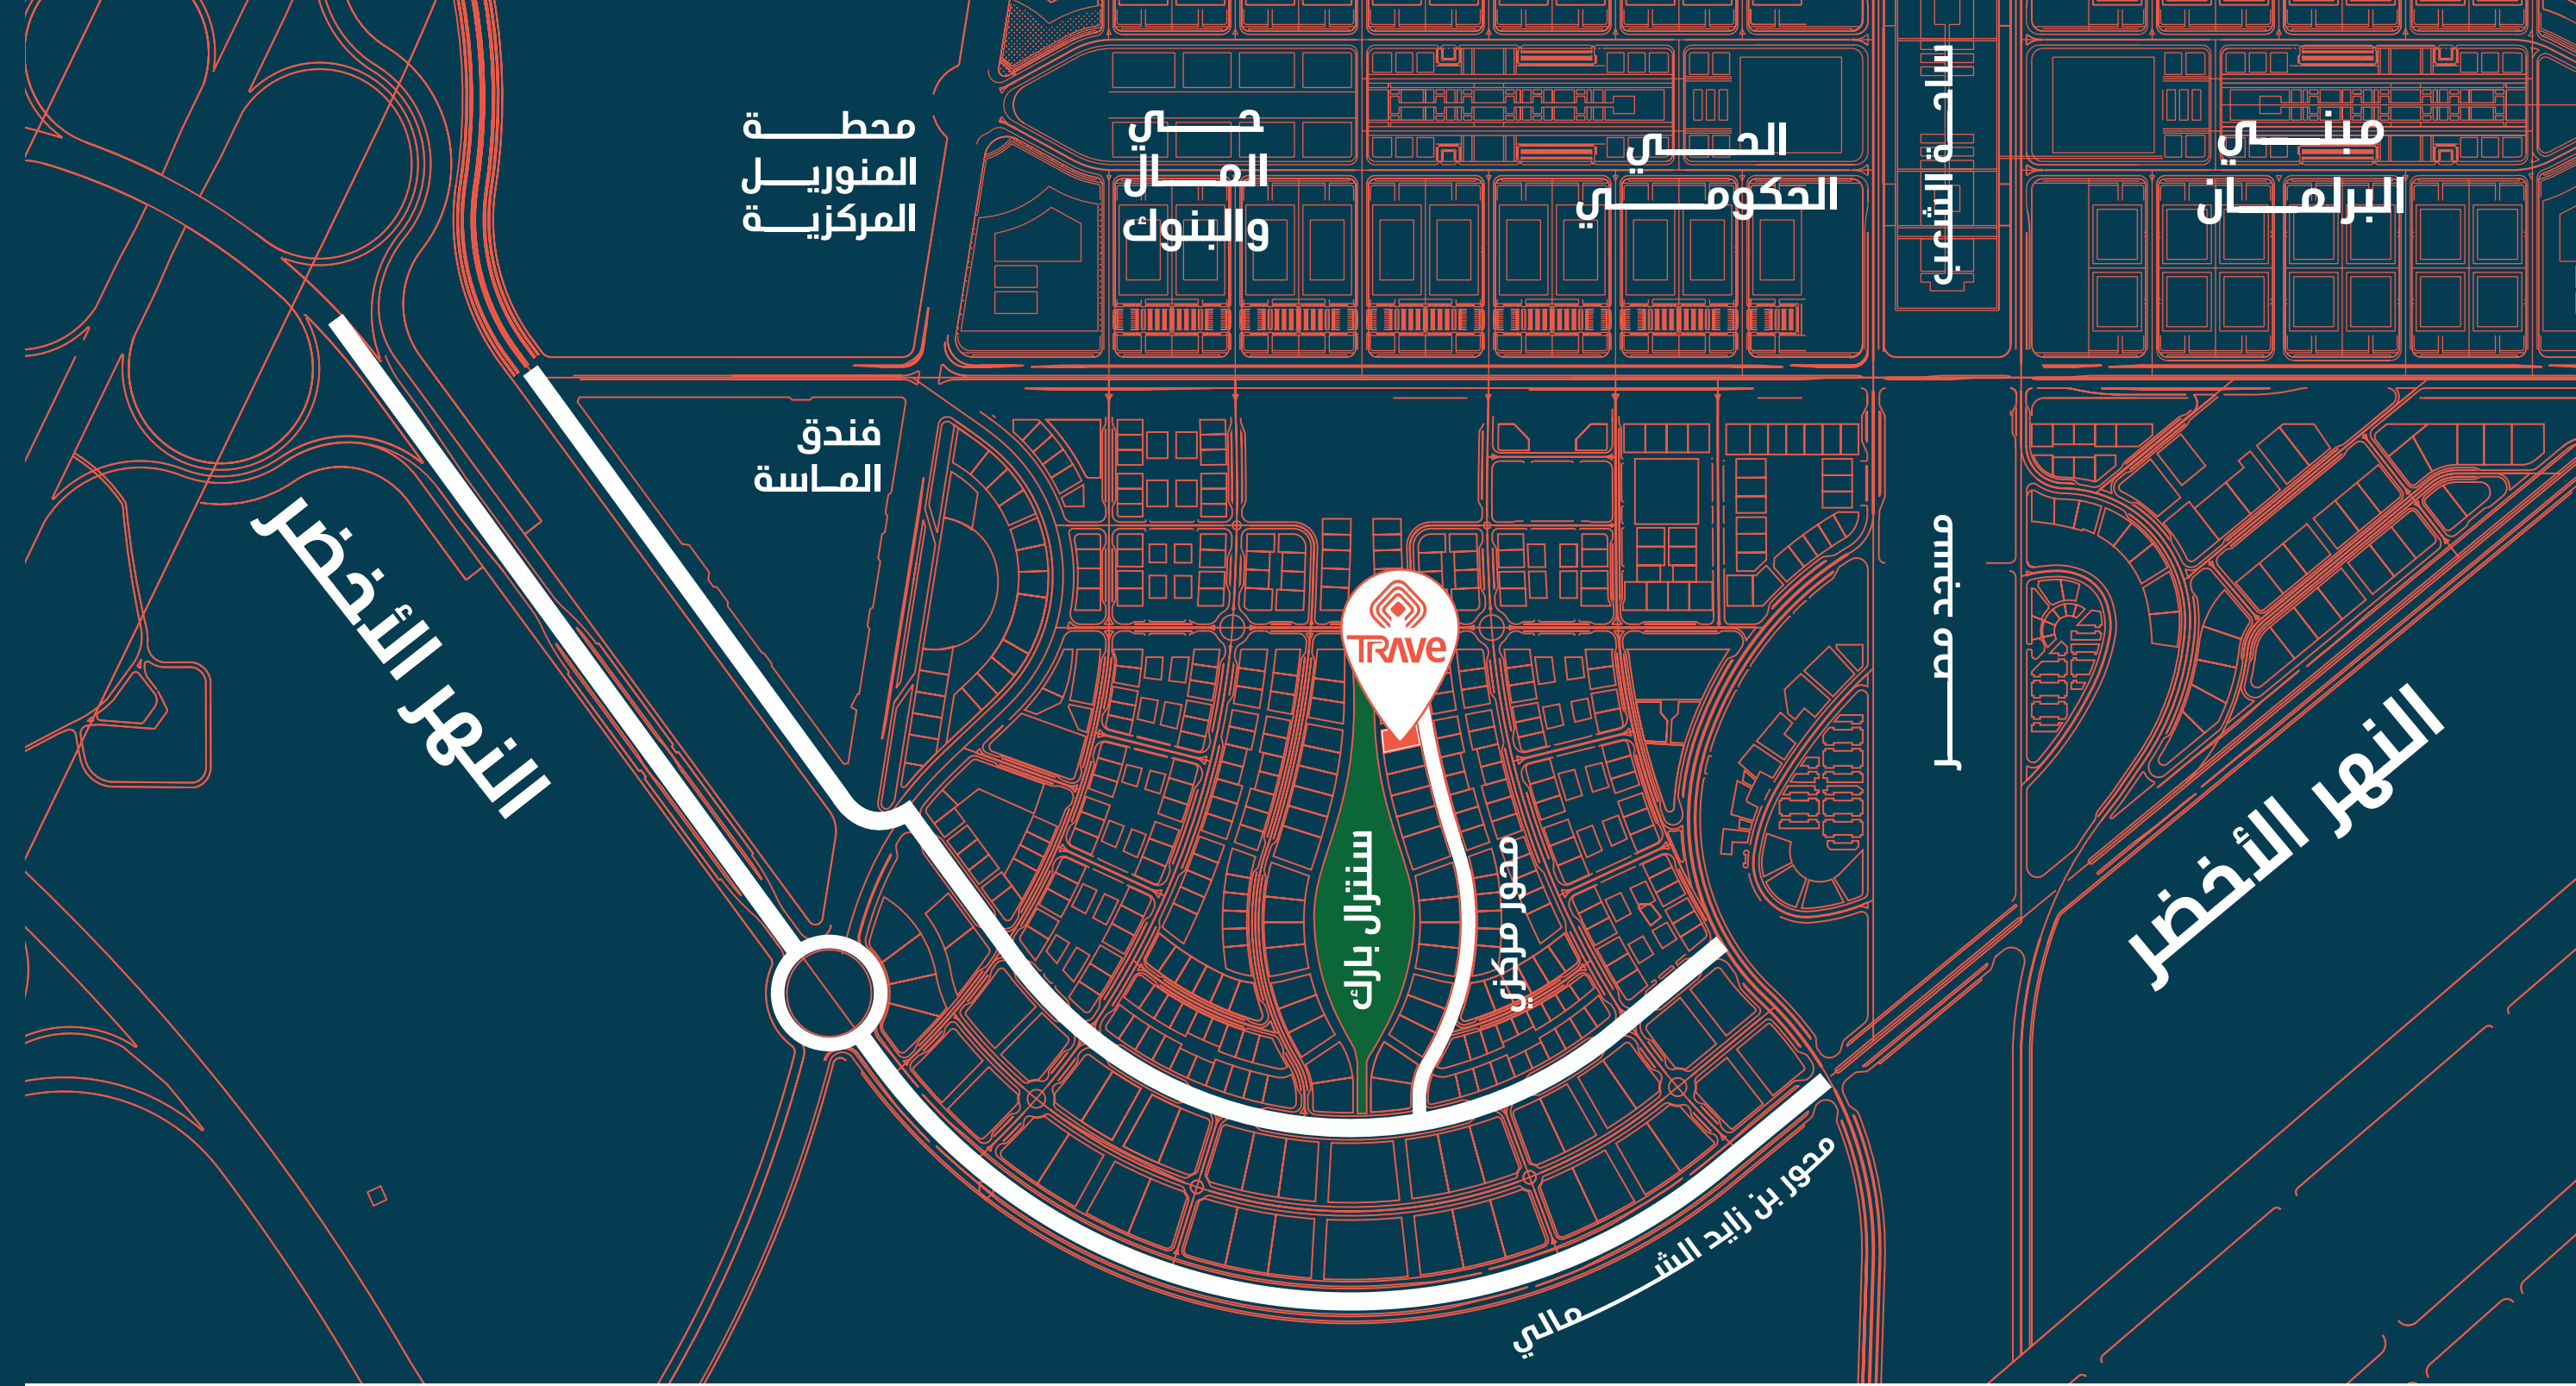 محطة
المنوريل
المركزية
حي
المال
والبنوك
الحي
الحكومي
ساحة الشعب
مبني
البرلمان
فندق
الماسة
النهر الأخضر
مسجد مصر
TRAVe
سنترال بارك
محور مركزي
النهر الأخضر
محور بن زايد الشمالي